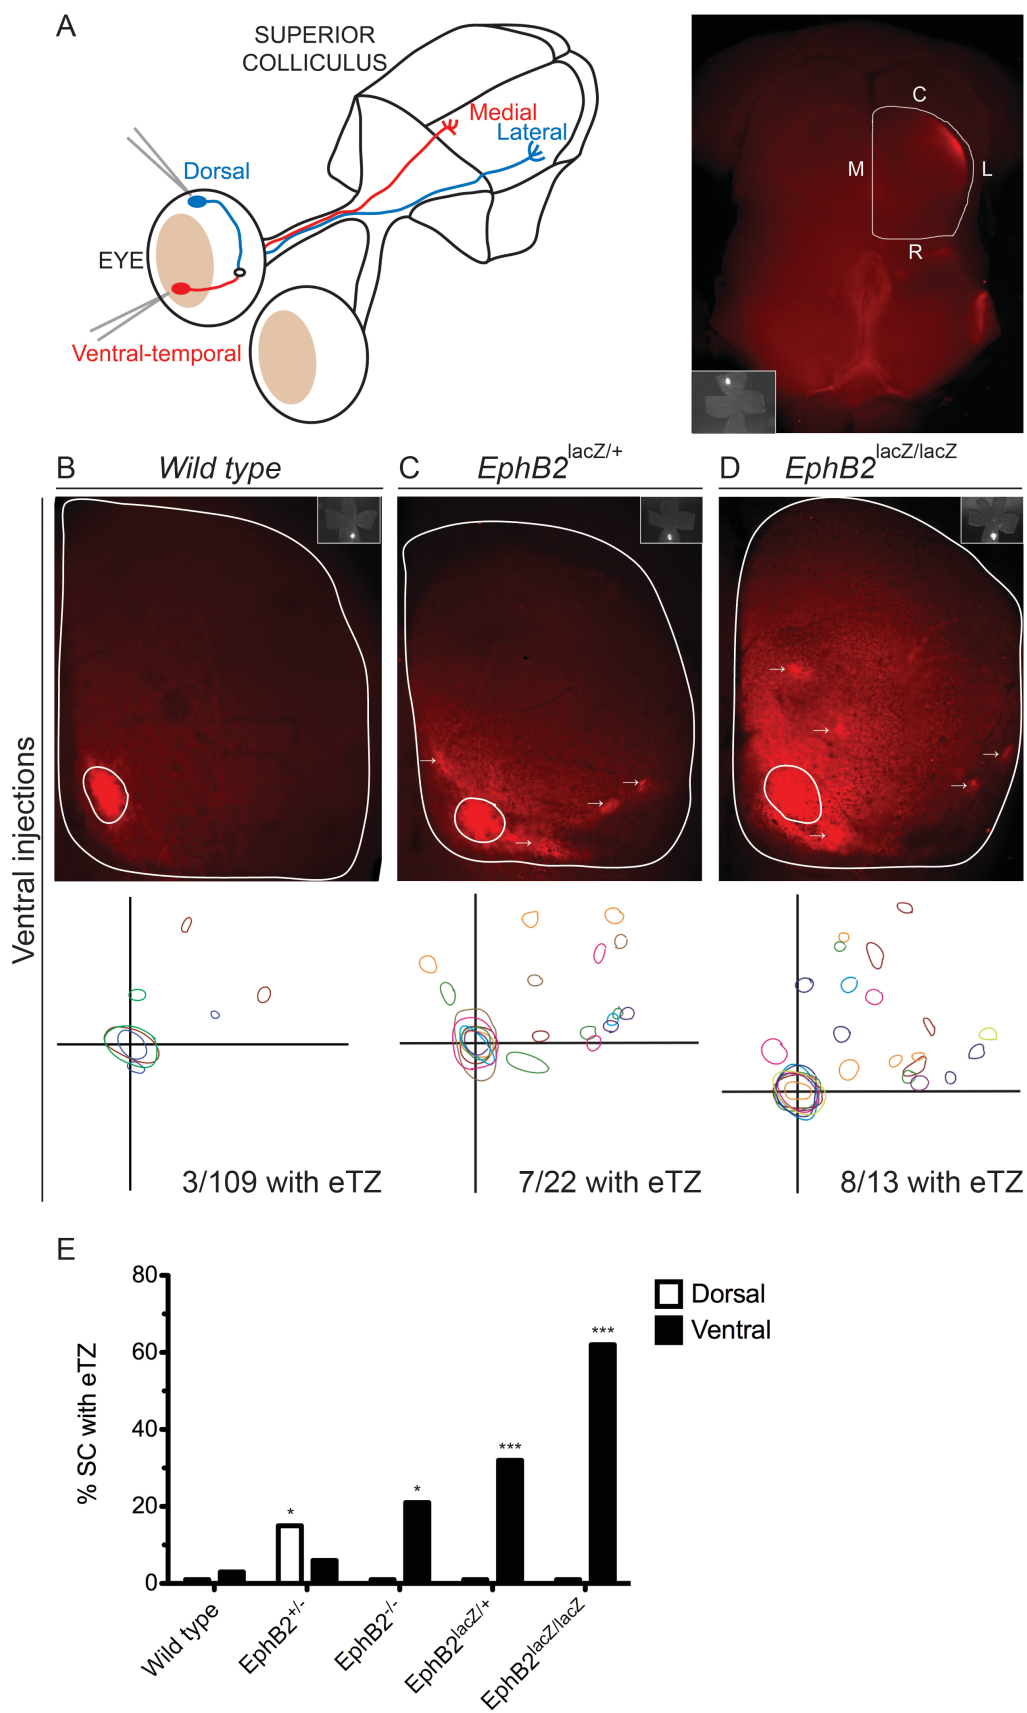 A
SUPERIOR
COLLICULUS
Medial
Lateral
Dorsal
EYE
Ventral-temporal
C
M
L
R
B
Wild type
C
EphB2lacZ/+
D
EphB2lacZ/lacZ
Ventral injections
3/109 with eTZ
7/22 with eTZ
8/13 with eTZ
E
% SC with eTZ
80
60
40
20
0
*
*
***
***
Dorsal
Ventral
Wild type
EphB2+/-
EphB2-/-
EphB2lacZ/+
EphB2lacZ/lacZ